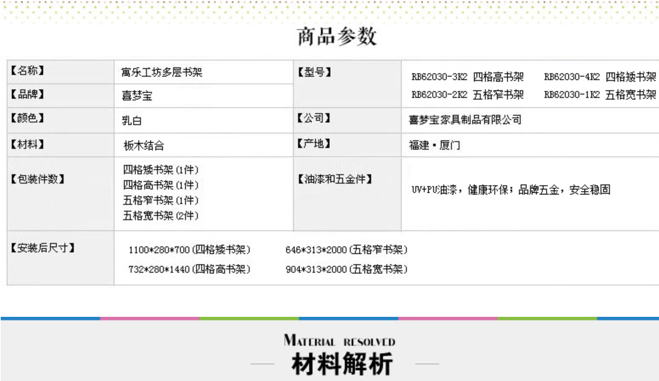 商品参数
【名称】 寓乐工坊多层书架 【型号】 RB62030-3K2 四格高书架 RB62030-4K2 四格矮书架
【品牌】 喜梦宝 RB62030-2K2 五格窄书架 RB62030-1K2 五格宽书架
【颜色】 乳白 【公司】 喜梦宝家具制品有限公司
【材料】 板木结合 【产地】 福建·厦门
【包装件数】 四格矮书架(1件)
四格高书架(1件)
五格窄书架(1件)
五格宽书架(2件)
【油漆和五金件】 UV+PU油漆，健康环保；品牌五金，安全稳固
【安装后尺寸】 1100*280*700(四格矮书架) 646*313*2000(五格窄书架)
732*280*1440(四格高书架) 904*313*2000(五格宽书架)
MATERIAL RESOLVED
材料解析